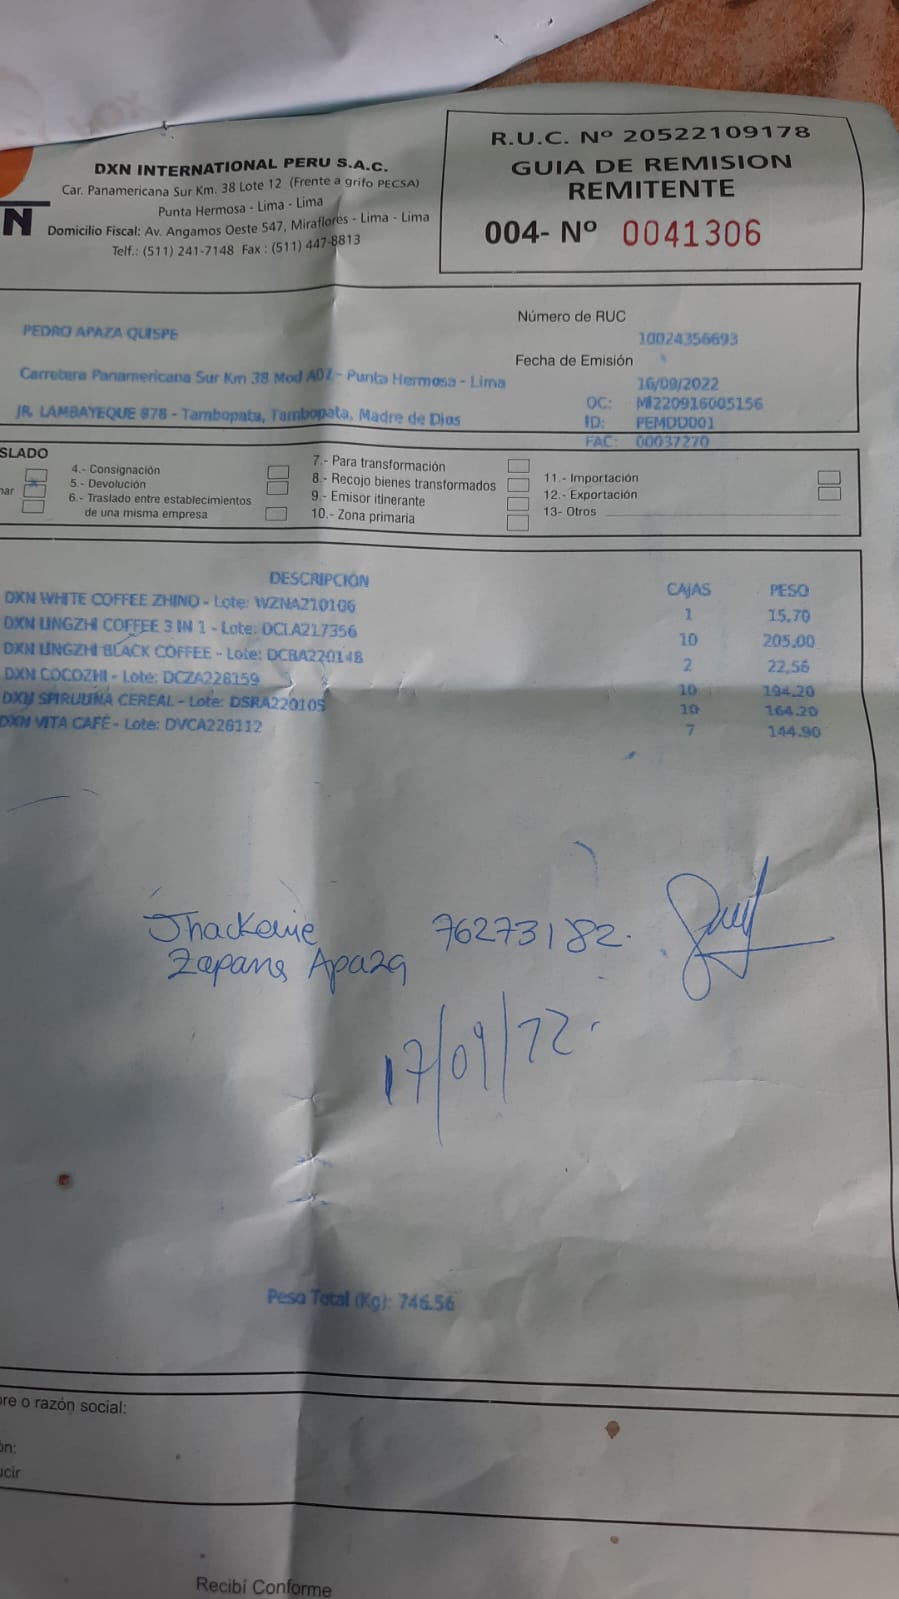 DXN INTERNATIONAL PERU S.A.C.
Car. Panamericana Sur Km. 38 Lote 12 (Frente a grifo PECSA)
Punta Hermosa - Lima - Lima
Domicilio Fiscal: Av. Angamos Oeste 547, Miraflores - Lima - Lima
Telf.: (511) 241-7148 Fax : (511) 447-8813
N
R.U.C. Nº 20522109178
GUIA DE REMISION
REMITENTE
004- Nº 0041306
PEDRO APAZA QUISPE
Número de RUC
10024356693
Carretera Panamericana Sur Km 38 Mod A07 - Punta Hermosa - Lima
Fecha de Emisión
16/09/2022
JR. LAMBAYEQUE 878 - Tambopata, Tambopata, Madre de Dios
OC: MI220916005156
ID: PEMDD001
FAC: 00037270
SLADO
nar
4.- Consignación
5.- Devolución
6.- Traslado entre establecimientos
de una misma empresa
7.- Para transformación
8.- Recojo bienes transformados
9.- Emisor itinerante
10.- Zona primaria
11.- Importación
12.- Exportación
13- Otros
DESCRIPCIÓN CAJAS PESO
DXN WHITE COFFEE ZHINO - Lote: WZNA210106 1 15.70
DXN LINGZHI COFFEE 3 IN 1 - Lote: DCLA217356 10 205.00
DXN LINGZHI BLACK COFFEE - Lote: DCBA220148 2 22,56
DXN COCOZHI - Lote: DCZA228159 10 194.20
DXN SPIRULINA CEREAL - Lote: DSRA220105 10 164.20
DXN VITA CAFÉ - Lote: DVCA228112 7 144.90
Jhackelie 76273182.
Zapana Apaza
17/09/22.
Peso Total (Kg): 746.56
bre o razón social:
ón:
ucir
Recibí Conforme